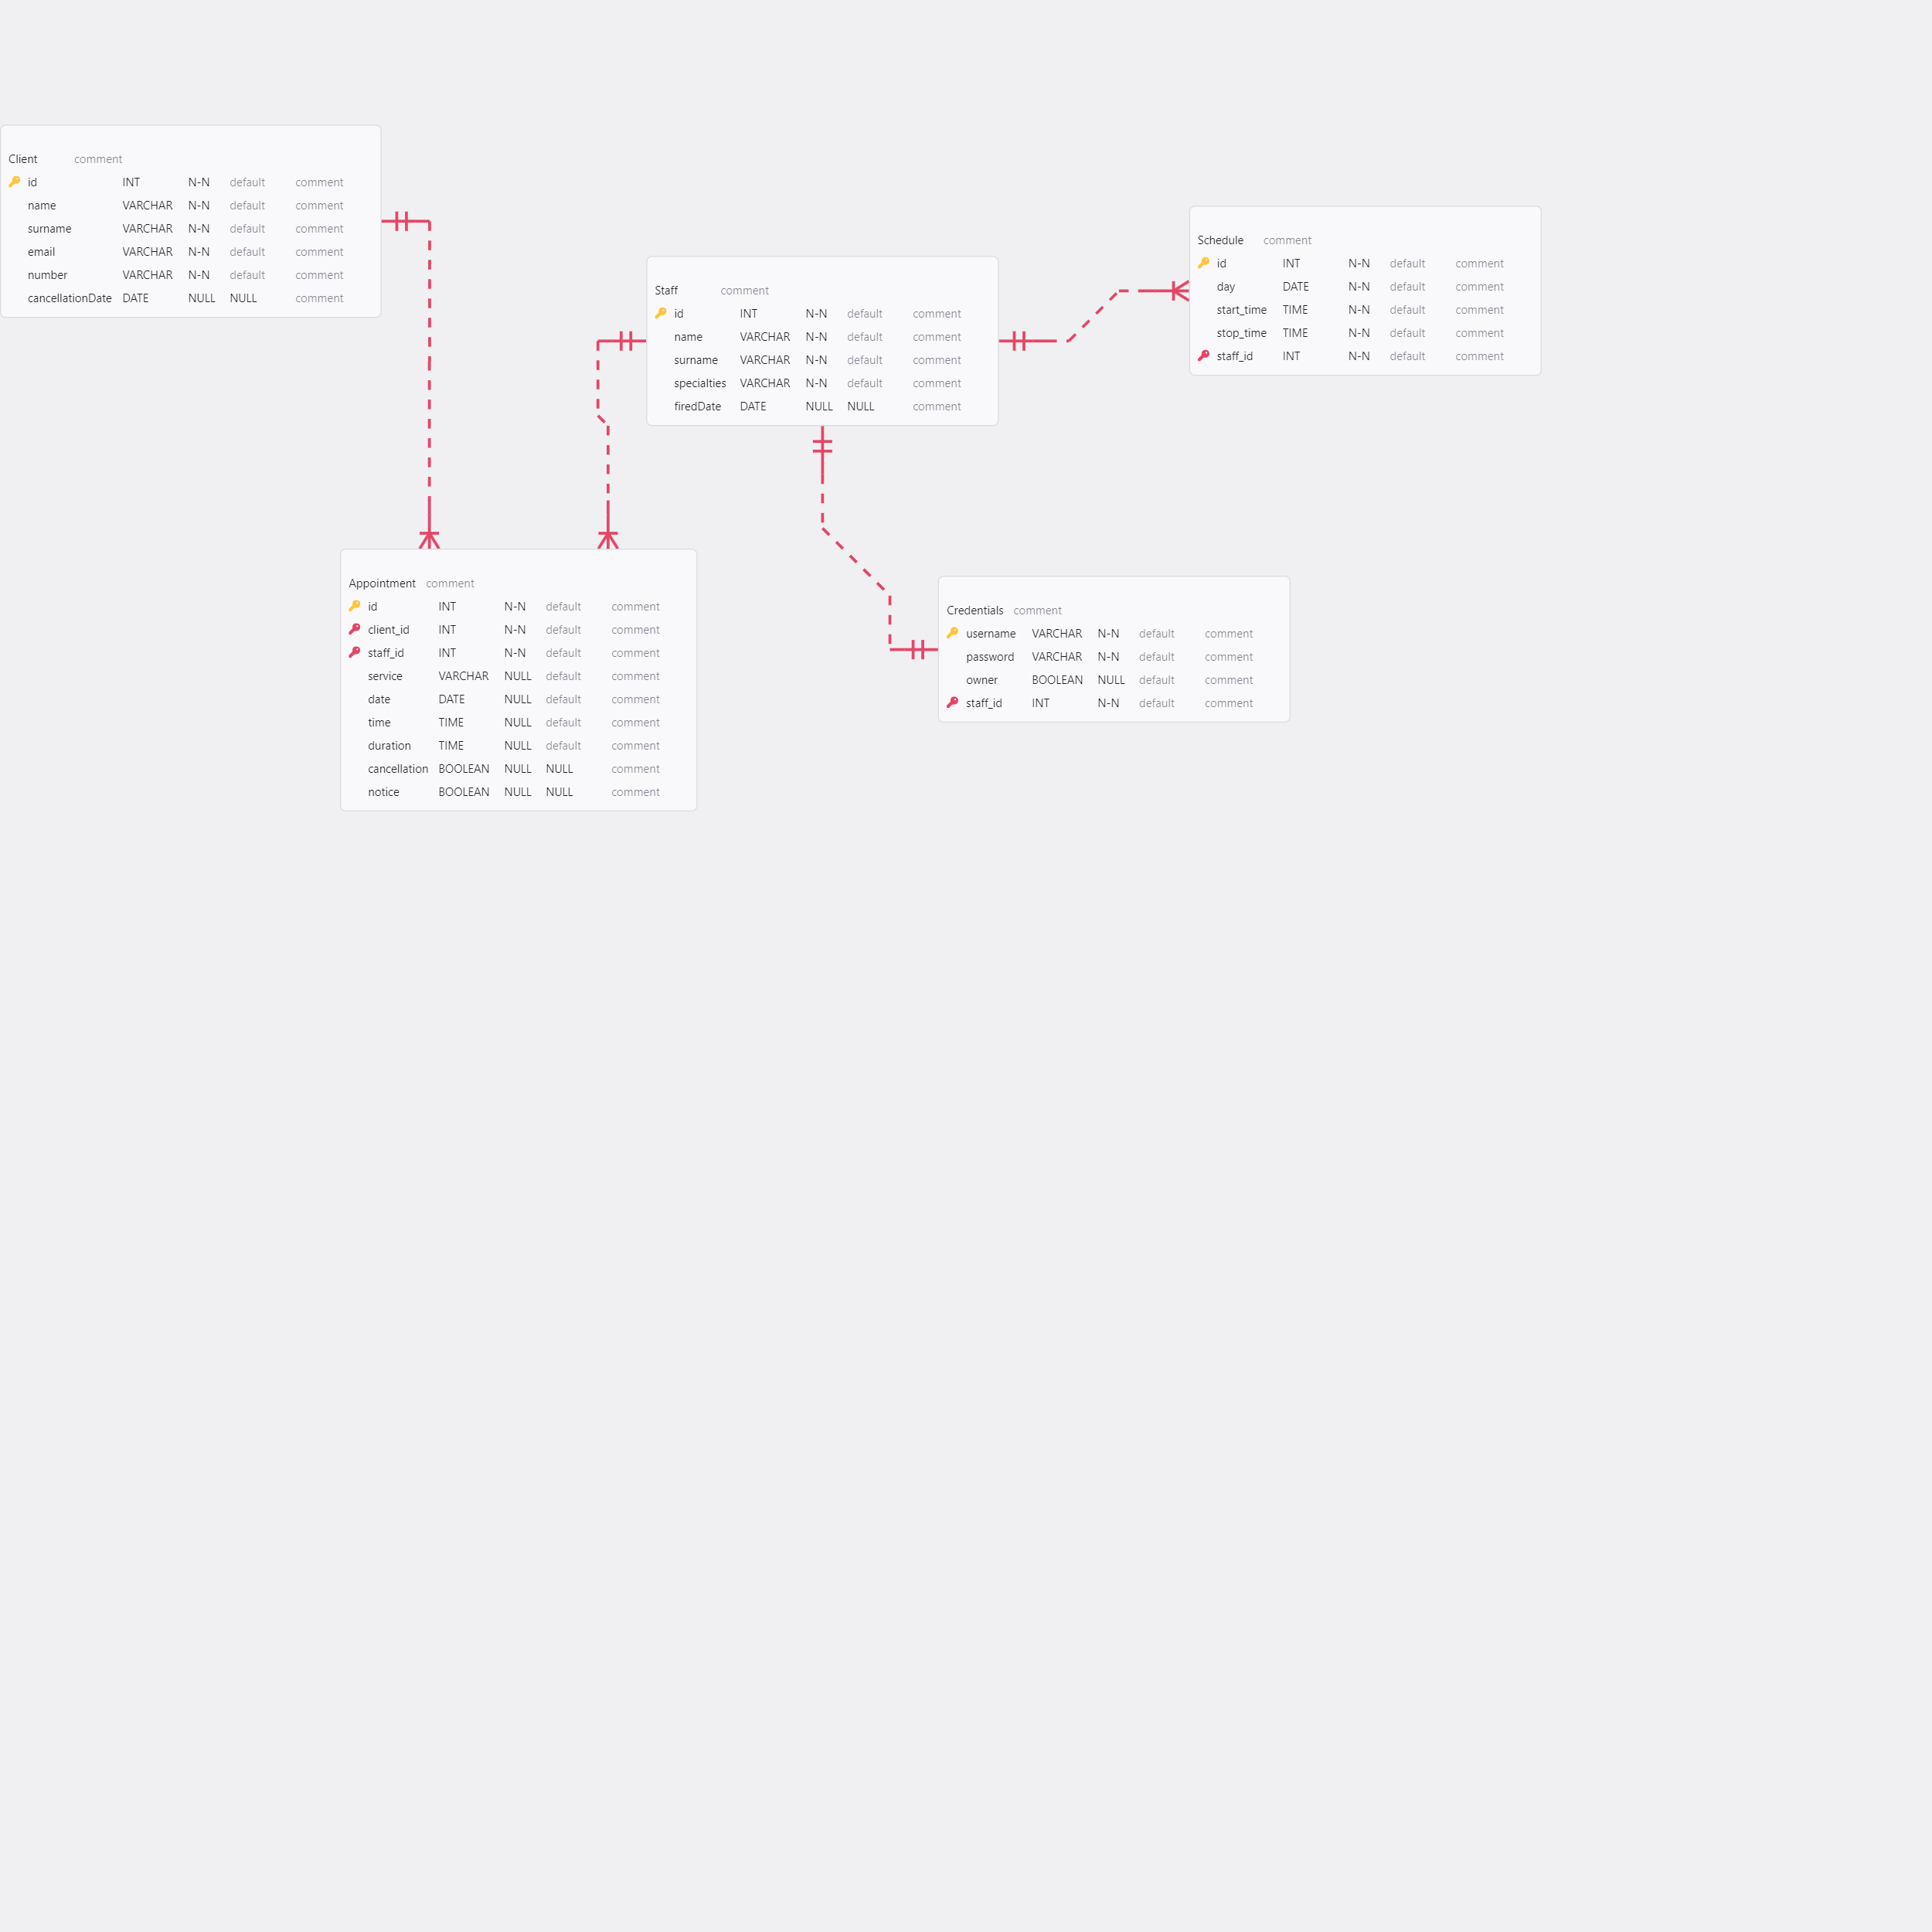 Client comment
id INT N-N default comment
name VARCHAR N-N default comment
surname VARCHAR N-N default comment
email VARCHAR N-N default comment
number VARCHAR N-N default comment
cancellationDate DATE NULL NULL comment
Staff comment
id INT N-N default comment
name VARCHAR N-N default comment
surname VARCHAR N-N default comment
specialties VARCHAR N-N default comment
firedDate DATE NULL NULL comment
Schedule comment
id INT N-N default comment
day DATE N-N default comment
start_time TIME N-N default comment
stop_time TIME N-N default comment
staff_id INT N-N default comment
Appointment comment
id INT N-N default comment
client_id INT N-N default comment
staff_id INT N-N default comment
service VARCHAR NULL default comment
date DATE NULL default comment
time TIME NULL default comment
duration TIME NULL default comment
cancellation BOOLEAN NULL NULL comment
notice BOOLEAN NULL NULL comment
Credentials comment
username VARCHAR N-N default comment
password VARCHAR N-N default comment
owner BOOLEAN NULL default comment
staff_id INT N-N default comment